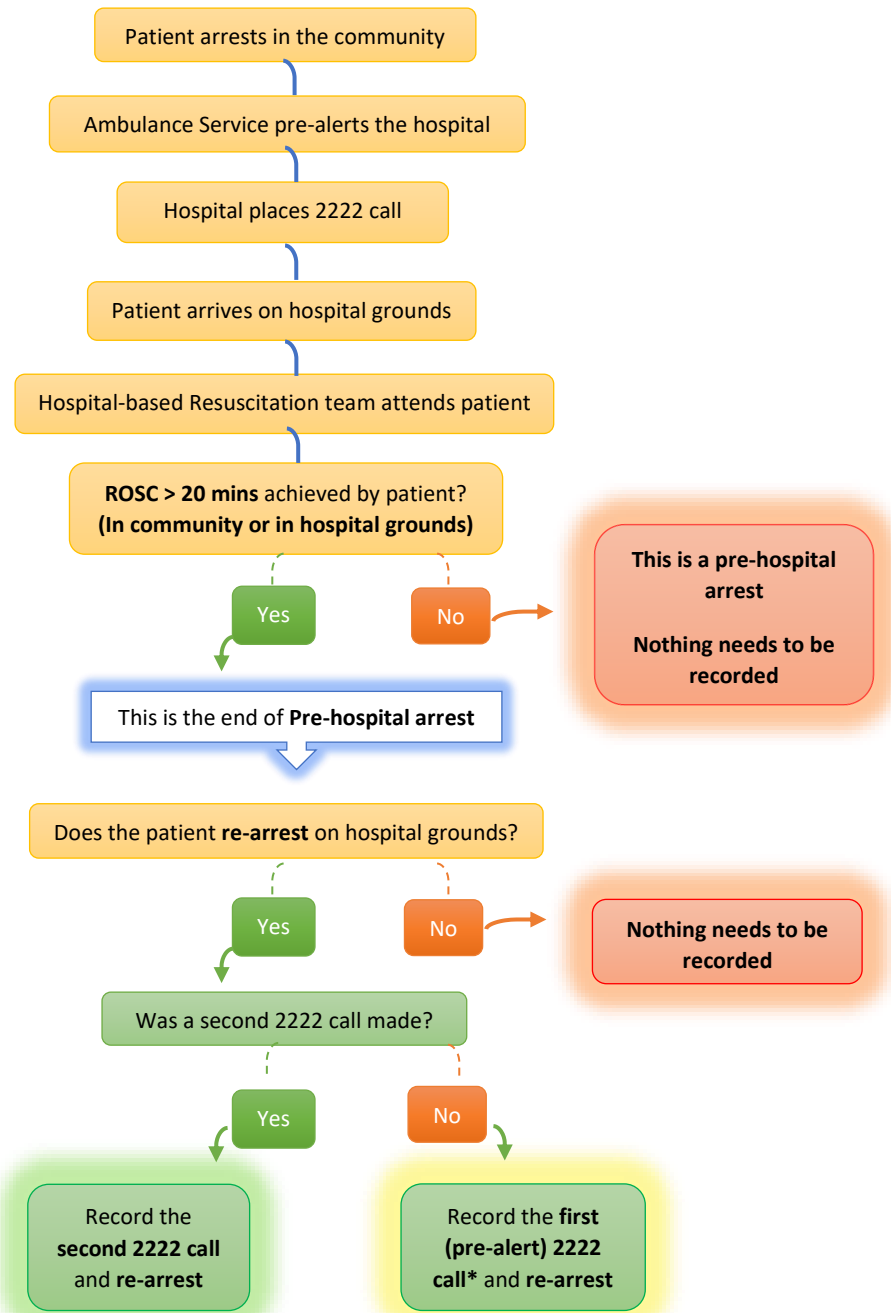 Patient arrests in the community
Ambulance Service pre-alerts the hospital
Hospital places 2222 call
Patient arrives on hospital grounds
Hospital-based Resuscitation team attends patient
ROSC > 20 mins achieved by patient?
(In community or in hospital grounds)
Yes
No
This is a pre-hospital
arrest
Nothing needs to be
recorded
This is the end of Pre-hospital arrest
Does the patient re-arrest on hospital grounds?
Yes
No
Nothing needs to be
recorded
Was a second 2222 call made?
Yes
No
Record the
second 2222 call
and re-arrest
Record the first
(pre-alert) 2222
call* and re-arrest